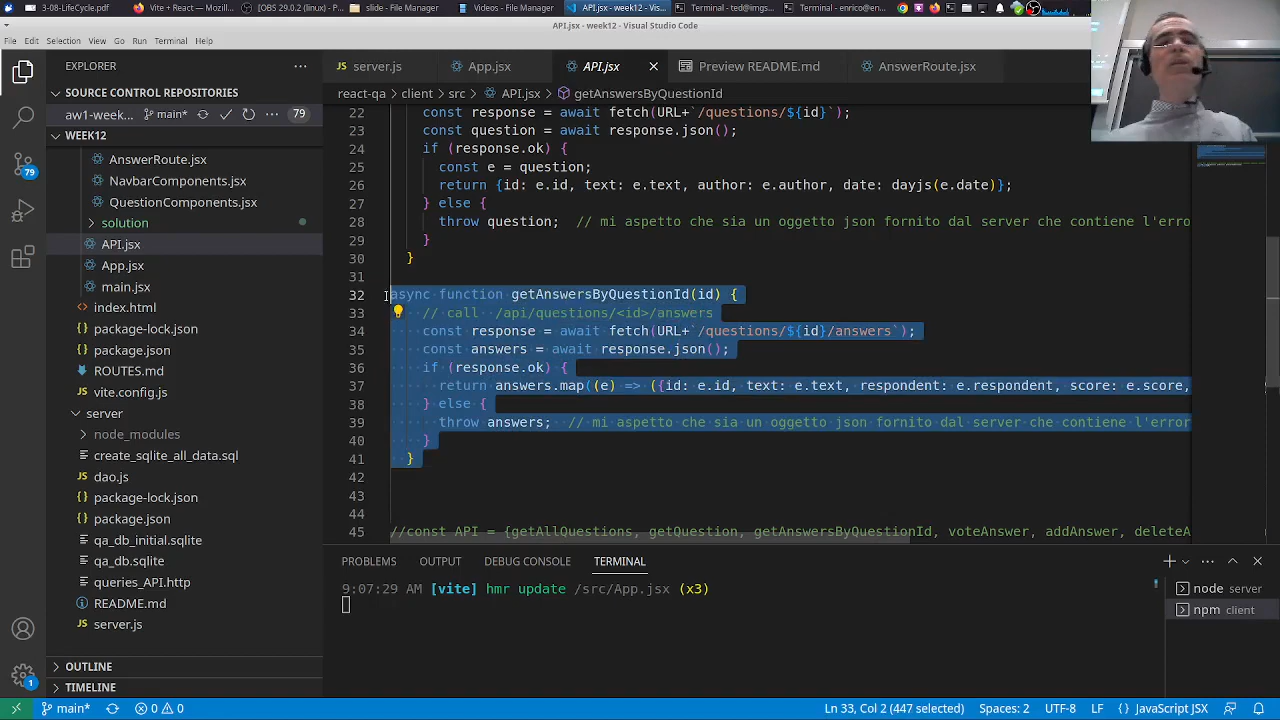 3-08-LifeCycle.pdf
Vite + React — Mozilla...
[OBS 29.0.2 (linux) - Pr...
slide - File Manager
Videos - File Manager
API.jsx - week12 - Vis...
Terminal - ted@imgs...
Terminal - enrico@en...
API.jsx - week12 - Visual Studio Code
File Edit Selection View Go Run Terminal Help
EXPLORER
server.js
App.jsx
API.jsx
Preview README.md
AnswerRoute.jsx
SOURCE CONTROL REPOSITORIES
react-qa > client > src > API.jsx > getAnswersByQuestionId
aw1-week... main* 79
WEEK12
AnswerRoute.jsx
NavbarComponents.jsx
QuestionComponents.jsx
solution
API.jsx
App.jsx
main.jsx
index.html
package-lock.json
package.json
ROUTES.md
vite.config.js
server
node_modules
create_sqlite_all_data.sql
dao.js
package-lock.json
package.json
qa_db_initial.sqlite
qa_db.sqlite
queries_API.http
README.md
server.js
OUTLINE
TIMELINE
79
1
22 const response = await fetch(URL+`/questions/${id}`);
23 const question = await response.json();
24 if (response.ok) {
25 const e = question;
26 return {id: e.id, text: e.text, author: e.author, date: dayjs(e.date)};
27 } else {
28 throw question; // mi aspetto che sia un oggetto json fornito dal server che contiene l'erro
29 }
30 }
31
32 async function getAnswersByQuestionId(id) {
33 // call /api/questions/<id>/answers
34 const response = await fetch(URL+`/questions/${id}/answers`);
35 const answers = await response.json();
36 if (response.ok) {
37 return answers.map((e) => ({id: e.id, text: e.text, respondent: e.respondent, score: e.score,
38 } else {
39 throw answers; // mi aspetto che sia un oggetto json fornito dal server che contiene l'error
40 }
41 }
42
43
44
45 //const API = {getAllQuestions, getQuestion, getAnswersByQuestionId, voteAnswer, addAnswer, deleteA
PROBLEMS OUTPUT DEBUG CONSOLE TERMINAL
9:07:29 AM [vite] hmr update /src/App.jsx (x3)
node server
npm client
main* 0 0 Ln 33, Col 2 (447 selected) Spaces: 2 UTF-8 LF {} JavaScript JSX